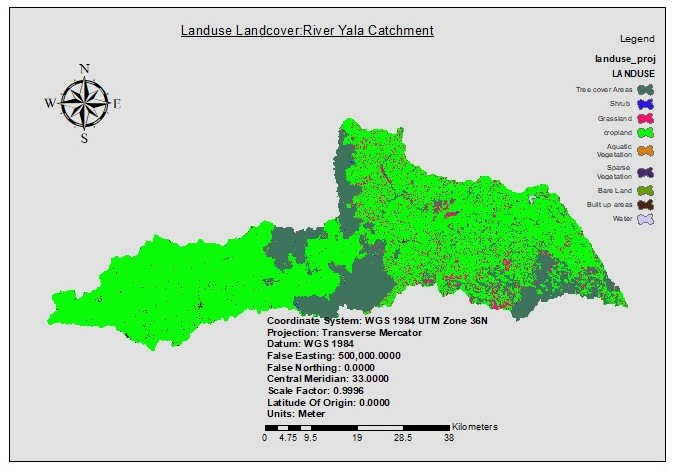 Landuse Landcover:River Yala Catchment
Legend
landuse_proj
LANDUSE
Tree cover Areas
Shrub
Grassland
cropland
Aquatic
Vegetation
Sparse
Vegetation
Bare Land
Built up areas
Water
N
W
E
S
Coordinate System: WGS 1984 UTM Zone 36N
Projection: Transverse Mercator
Datum: WGS 1984
False Easting: 500,000.0000
False Northing: 0.0000
Central Meridian: 33.0000
Scale Factor: 0.9996
Latitude Of Origin: 0.0000
Units: Meter
Kilometers
0 4.75 9.5 19 28.5 38